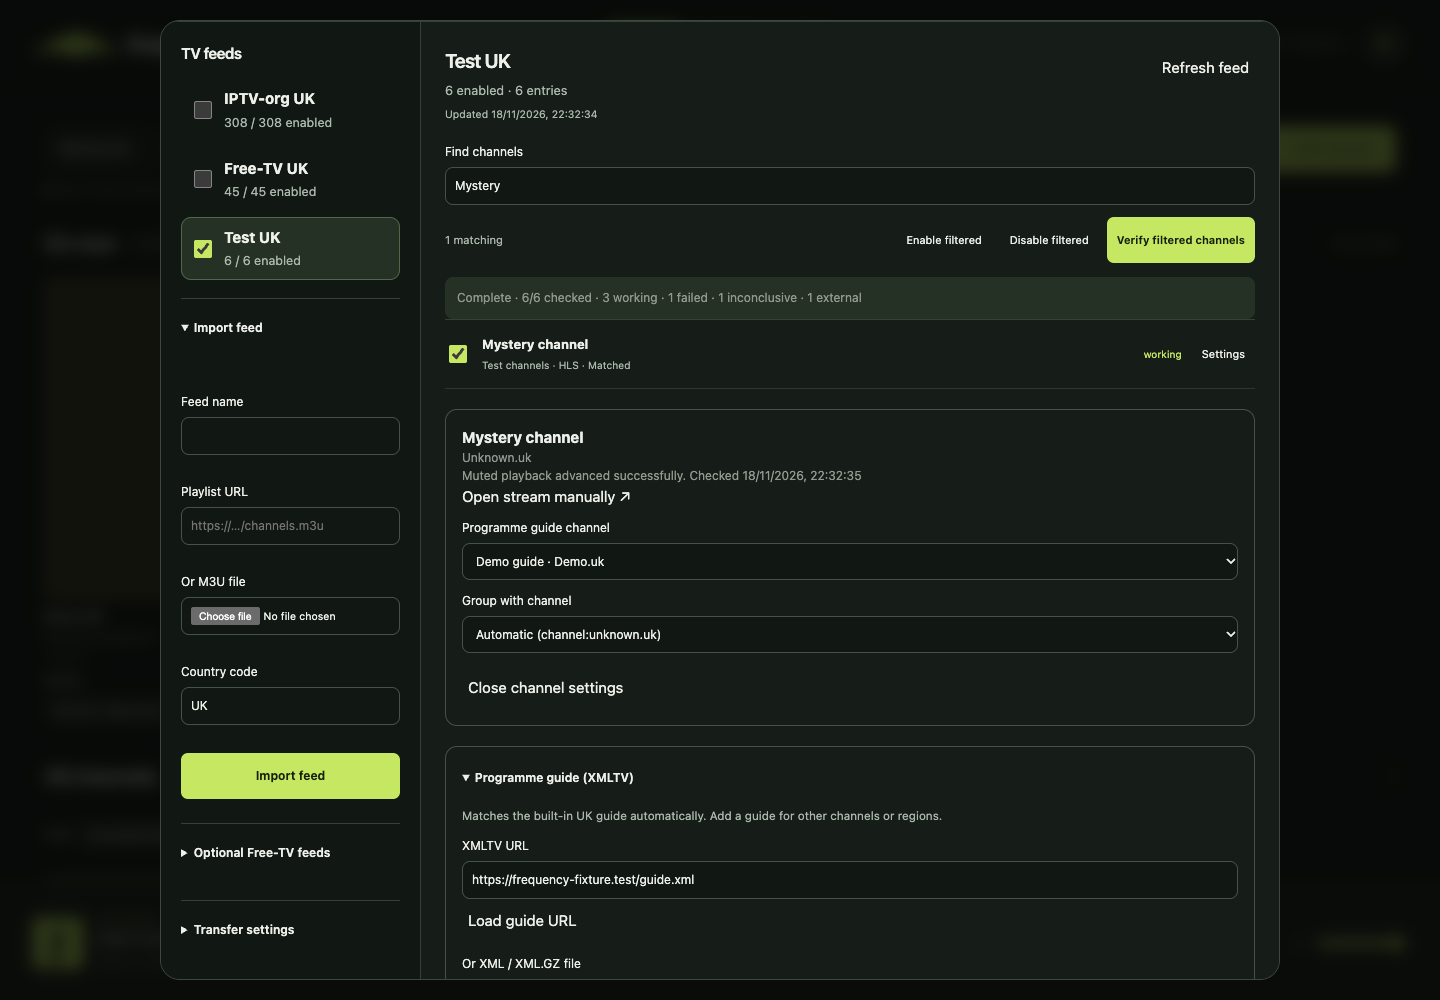 TV feeds
IPTV-org UK
308 / 308 enabled
Free-TV UK
45 / 45 enabled
Test UK
6 / 6 enabled
Import feed
Feed name
Playlist URL
https://.../channels.m3u
Or M3U file
Choose file No file chosen
Country code
UK
Import feed
Optional Free-TV feeds
Transfer settings
Test UK
Refresh feed
6 enabled · 6 entries
Updated 18/11/2026, 22:32:34
Find channels
Mystery
1 matching
Enable filtered
Disable filtered
Verify filtered channels
Complete · 6/6 checked · 3 working · 1 failed · 1 inconclusive · 1 external
Mystery channel
Test channels · HLS · Matched
working
Settings
Mystery channel
Unknown.uk
Muted playback advanced successfully. Checked 18/11/2026, 22:32:35
Open stream manually ↗
Programme guide channel
Demo guide · Demo.uk
Group with channel
Automatic (channel:unknown.uk)
Close channel settings
Programme guide (XMLTV)
Matches the built-in UK guide automatically. Add a guide for other channels or regions.
XMLTV URL
https://frequency-fixture.test/guide.xml
Load guide URL
Or XML / XML.GZ file